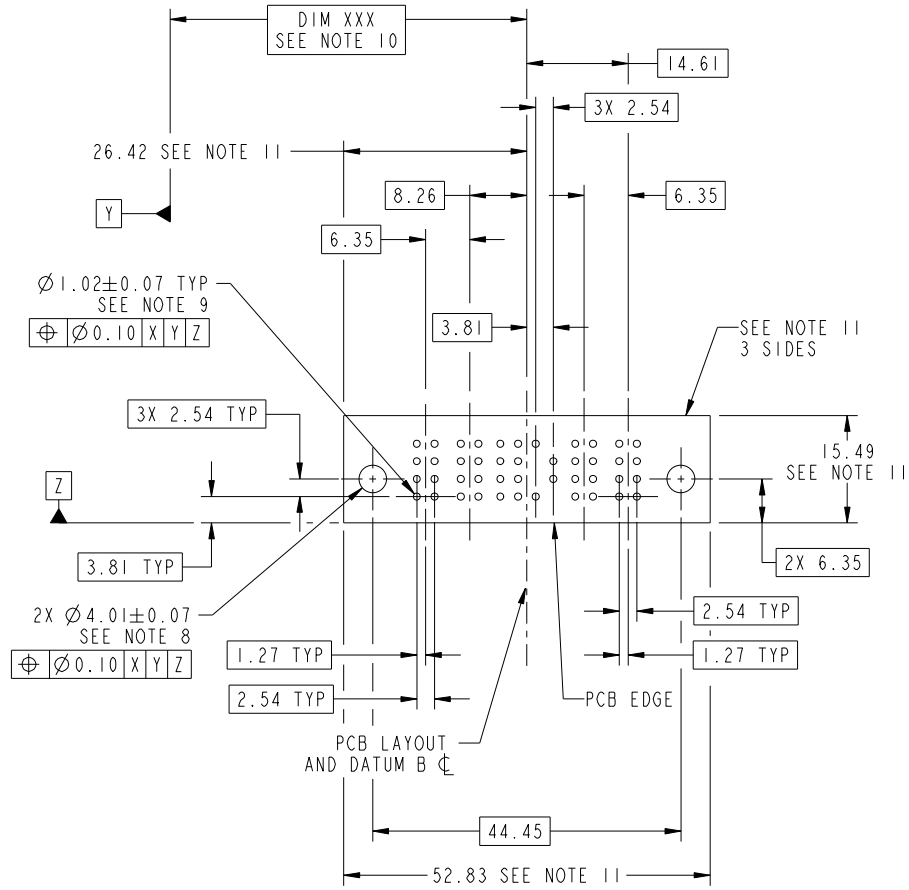 DIM XXX
SEE NOTE 10
14.61
3X 2.54
26.42 SEE NOTE 11
8.26
6.35
Y
6.35
Ø1.02±0.07 TYP
SEE NOTE 9
⌖ Ø0.10 X Y Z
3.81
SEE NOTE 11
3 SIDES
3X 2.54 TYP
15.49
SEE NOTE 11
Z
3.81 TYP
2X 6.35
2X Ø4.01±0.07
SEE NOTE 8
⌖ Ø0.10 X Y Z
2.54 TYP
1.27 TYP
1.27 TYP
2.54 TYP
PCB EDGE
PCB LAYOUT
AND DATUM B ℄
44.45
52.83 SEE NOTE 11